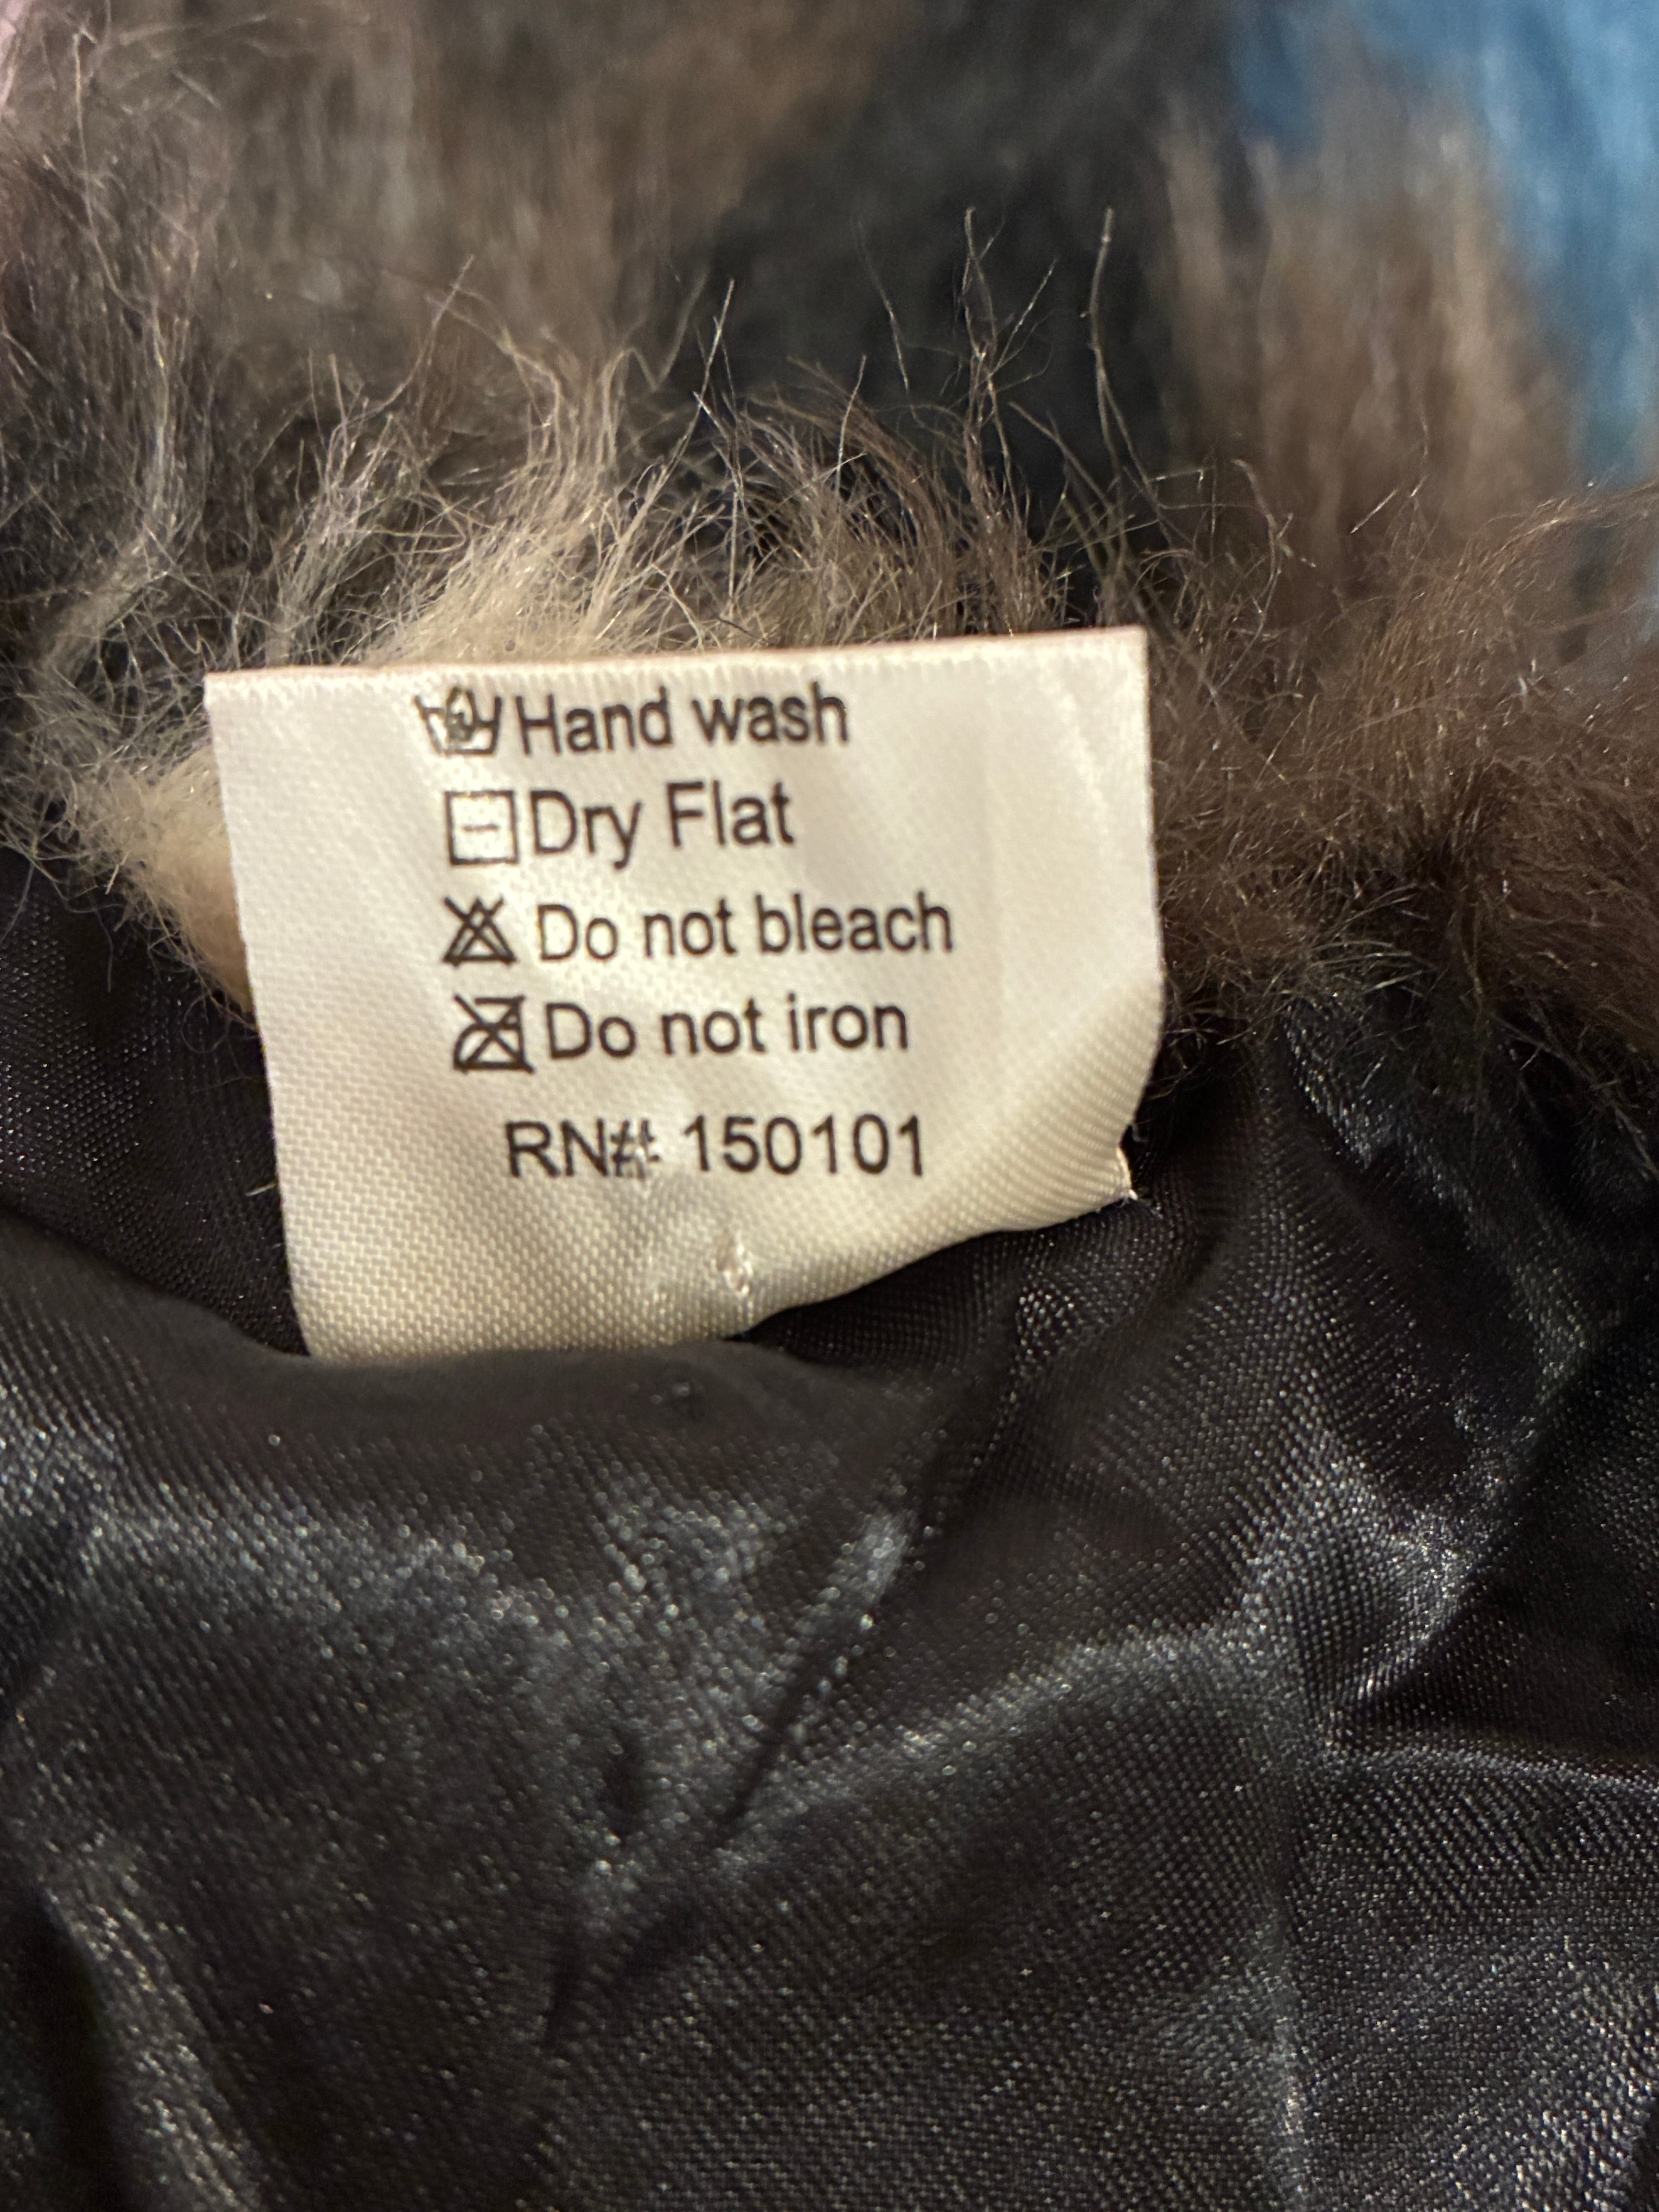 Hand wash
Dry Flat
Do not bleach
Do not iron
RN#: 150101